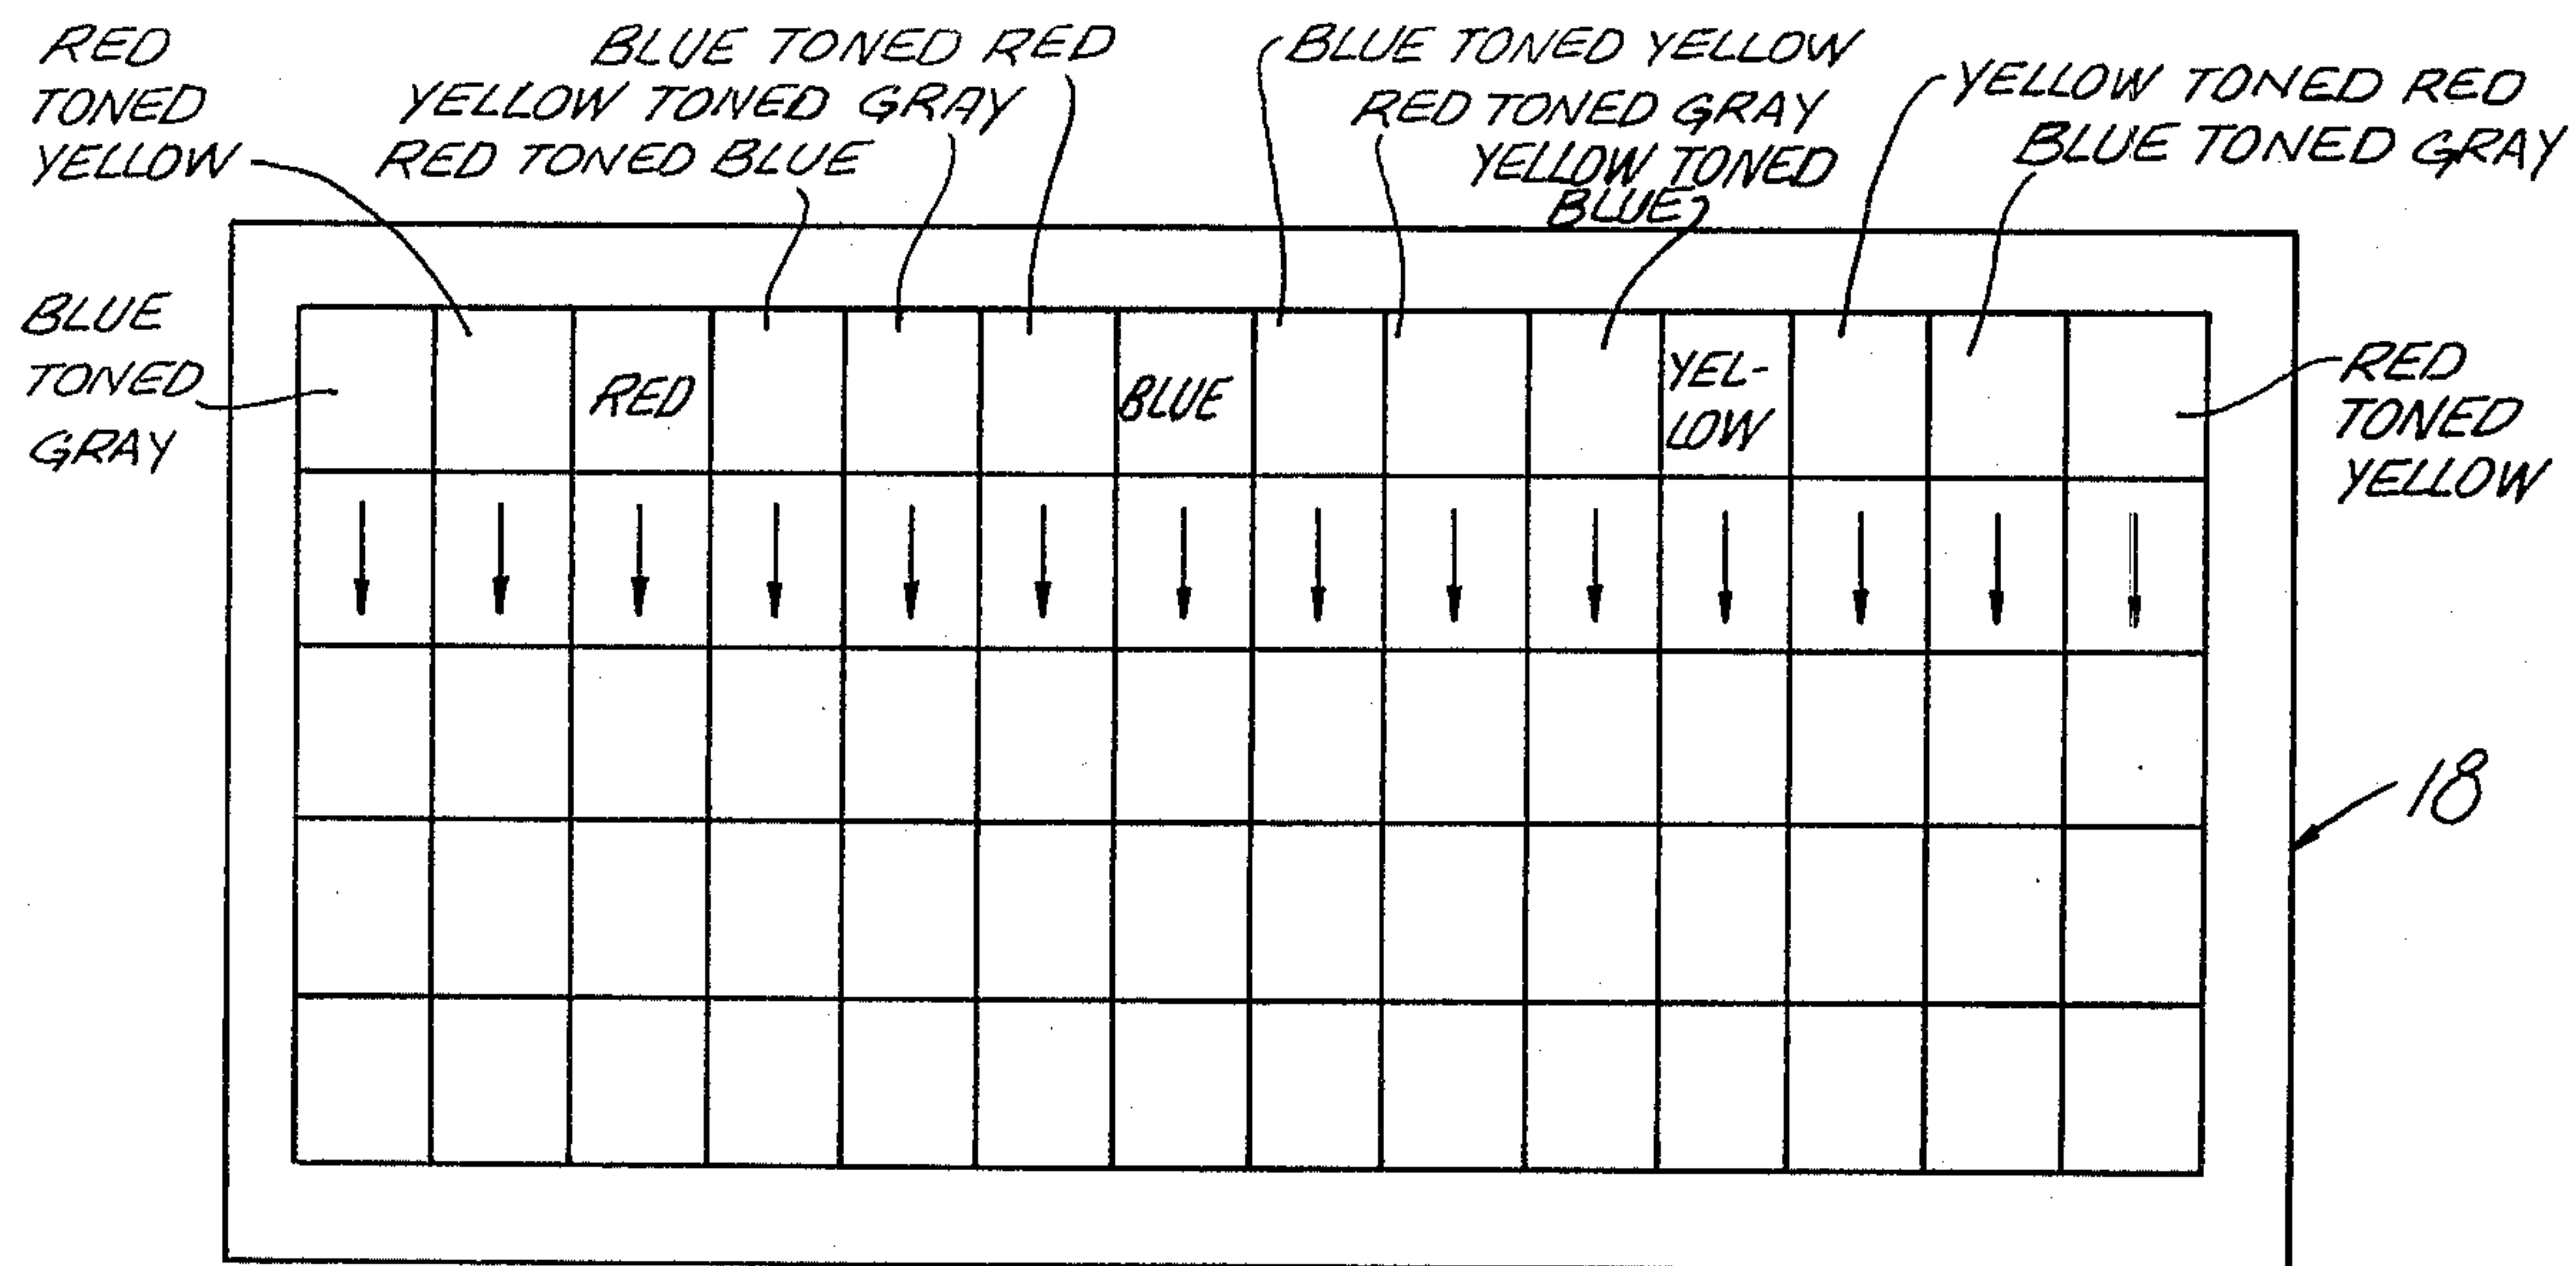 RED
TONED
YELLOW
BLUE TONED RED
YELLOW TONED GRAY
RED TONED BLUE
BLUE TONED YELLOW
RED TONED GRAY
YELLOW TONED
BLUE
YELLOW TONED RED
BLUE TONED GRAY
BLUE
TONED
GRAY
RED
BLUE
YEL-
LOW
RED
TONED
YELLOW
18